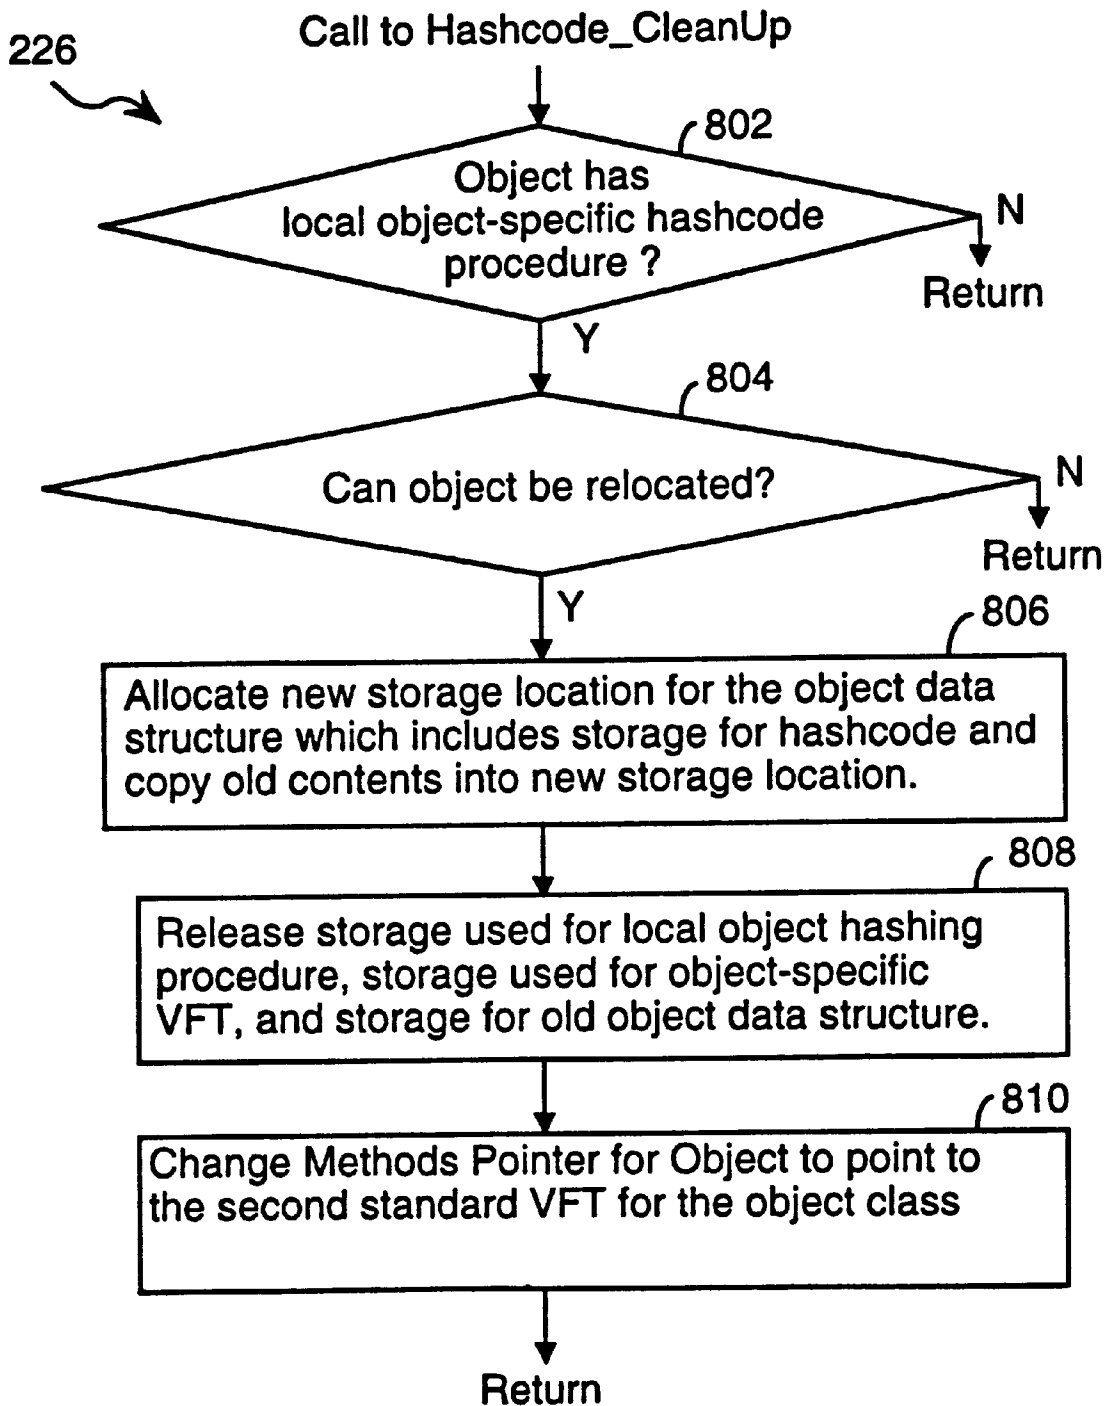 Call to Hashcode_CleanUp
226
802
Object has
local object-specific hashcode
procedure ?
N
Return
Y
804
Can object be relocated?
N
Return
Y
806
Allocate new storage location for the object data
structure which includes storage for hashcode and
copy old contents into new storage location.
808
Release storage used for local object hashing
procedure, storage used for object-specific
VFT, and storage for old object data structure.
810
Change Methods Pointer for Object to point to
the second standard VFT for the object class
Return